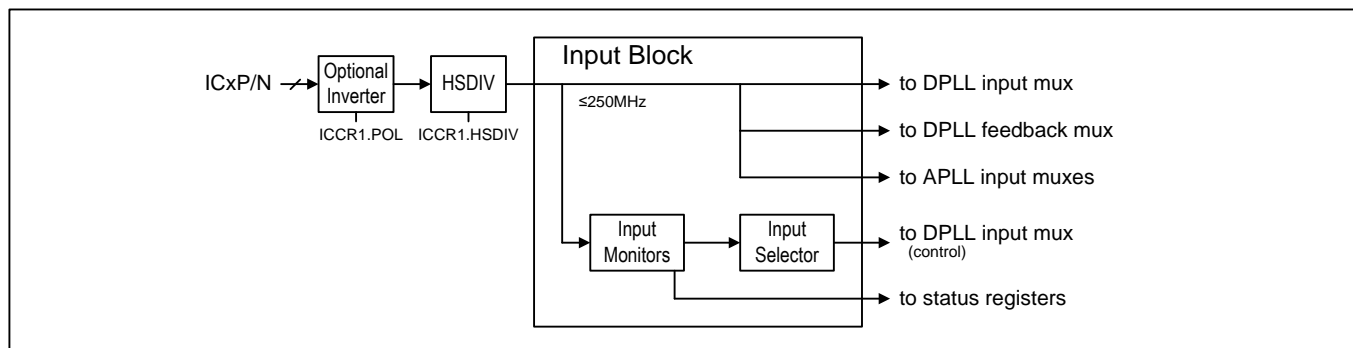 Input Block
ICxP/N
Optional
Inverter
HSDIV
ICCR1.POL
ICCR1.HSDIV
≤250MHz
to DPLL input mux
to DPLL feedback mux
to APLL input muxes
Input
Monitors
Input
Selector
to DPLL input mux
(control)
to status registers